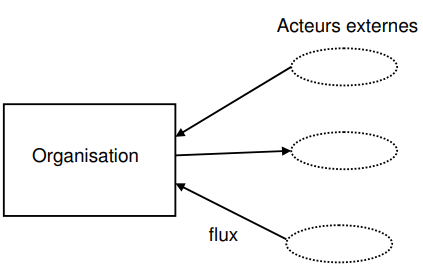 Acteurs externes
Organisation
flux